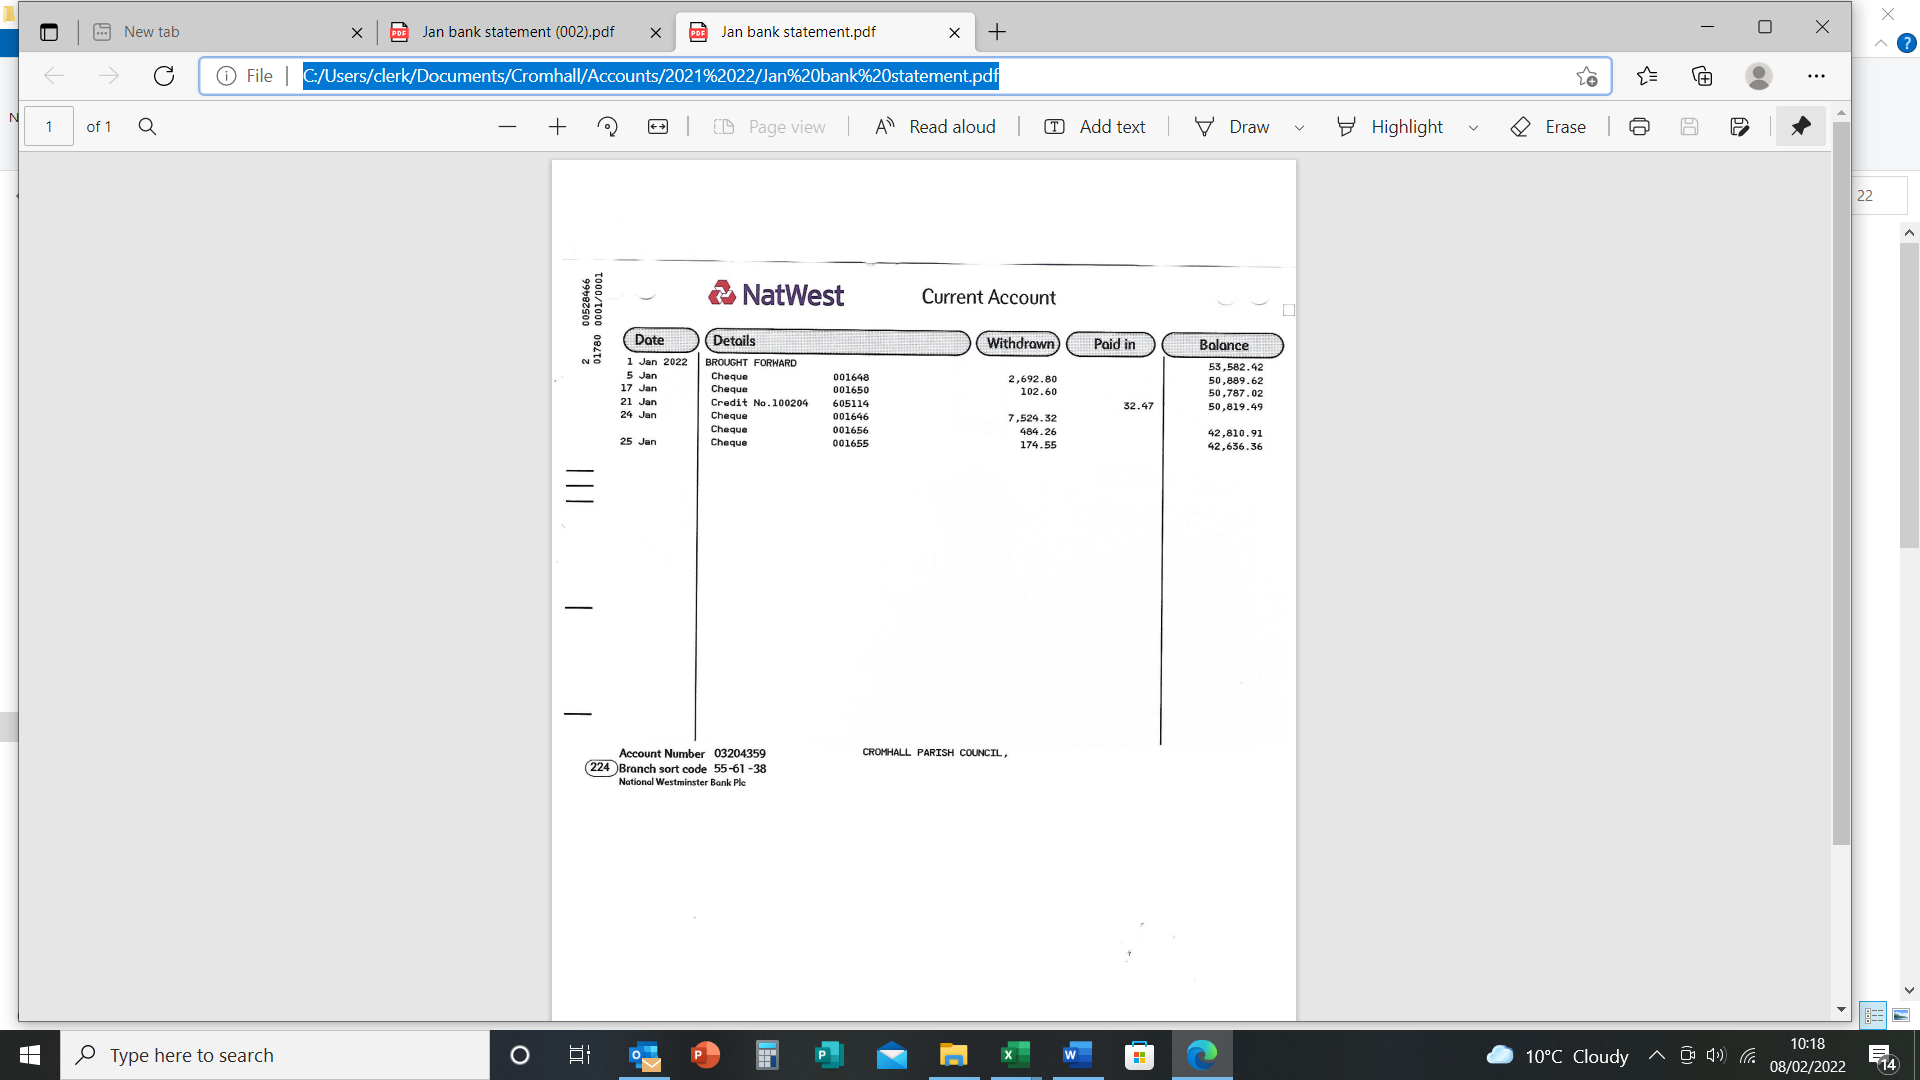 New tab
Jan bank statement (002).pdf
Jan bank statement.pdf
File
C:/Users/clerk/Documents/Cromhall/Accounts/2021%2022/Jan%20bank%20statement.pdf
1 of 1
Page view
Read aloud
Add text
Draw
Highlight
Erase
N
22
2 00528466
01780 0001/0001
NatWest
Current Account
Date Details Withdrawn Paid in Balance
1 Jan 2022 BROUGHT FORWARD 53,582.42
5 Jan Cheque 001648 2,692.80 50,889.62
17 Jan Cheque 001650 102.60 50,787.02
21 Jan Credit No.100204 605114 32.47 50,819.49
24 Jan Cheque 001646 7,524.32
Cheque 001656 484.26 42,810.91
25 Jan Cheque 001655 174.55 42,636.36
Account Number 03204359
CROMHALL PARISH COUNCIL,
224 Branch sort code 55-61-38
National Westminster Bank Plc
Type here to search
10°C Cloudy
10:18
08/02/2022
14